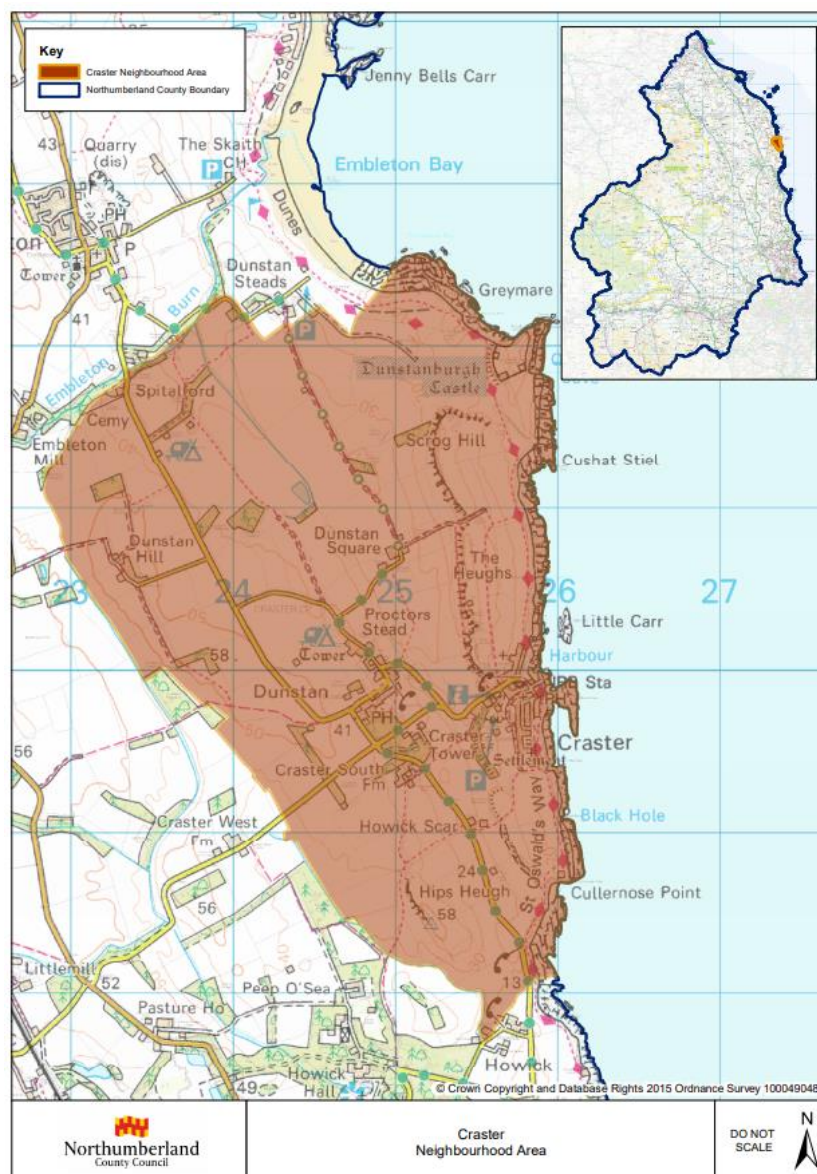 Key
Craster Neighbourhood Area
Northumberland County Boundary
Jenny Bells Carr
43
Quarry
(dis)
The Skaith
CH
P
Embleton Bay
PH
P
Dunes
ton
Tower
Dunstan
Steads
Greymare
41
Burn
Embleton
P
Dunstanburgh
Castle
Spitalford
Cemy
Embleton
Mill
Scrog Hill
Cushat Stiel
Dunstan
Hill
Dunstan
Square
The
Heughs
23
24
25
26
27
Proctors
Stead
Little Carr
58
Tower
Harbour
Dunstan
41
PH
Craster
Tower
Settlement
Craster
P
56
Craster South
Fm
St Oswald's Way
Black Hole
Craster West
Fm
Howick Scar
24
Hips Heugh
58
Cullernose Point
56
Littlemill
52
Peep O'Sea
13
Pasture Ho
Howick
Hall
Howick
49
© Crown Copyright and Database Rights 2015 Ordnance Survey 100049048
Northumberland
County Council
Craster
Neighbourhood Area
DO NOT
SCALE
N